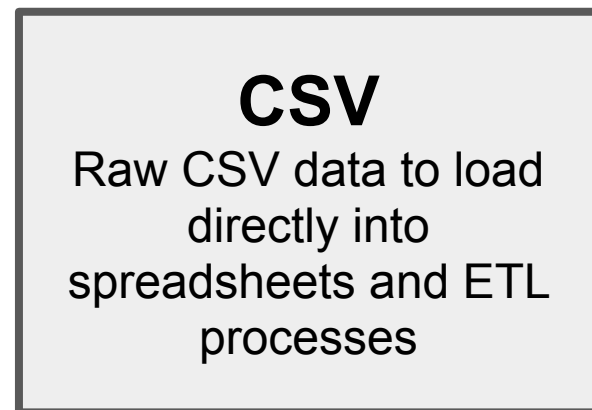 CSV
Raw CSV data to load
directly into
spreadsheets and ETL
processes